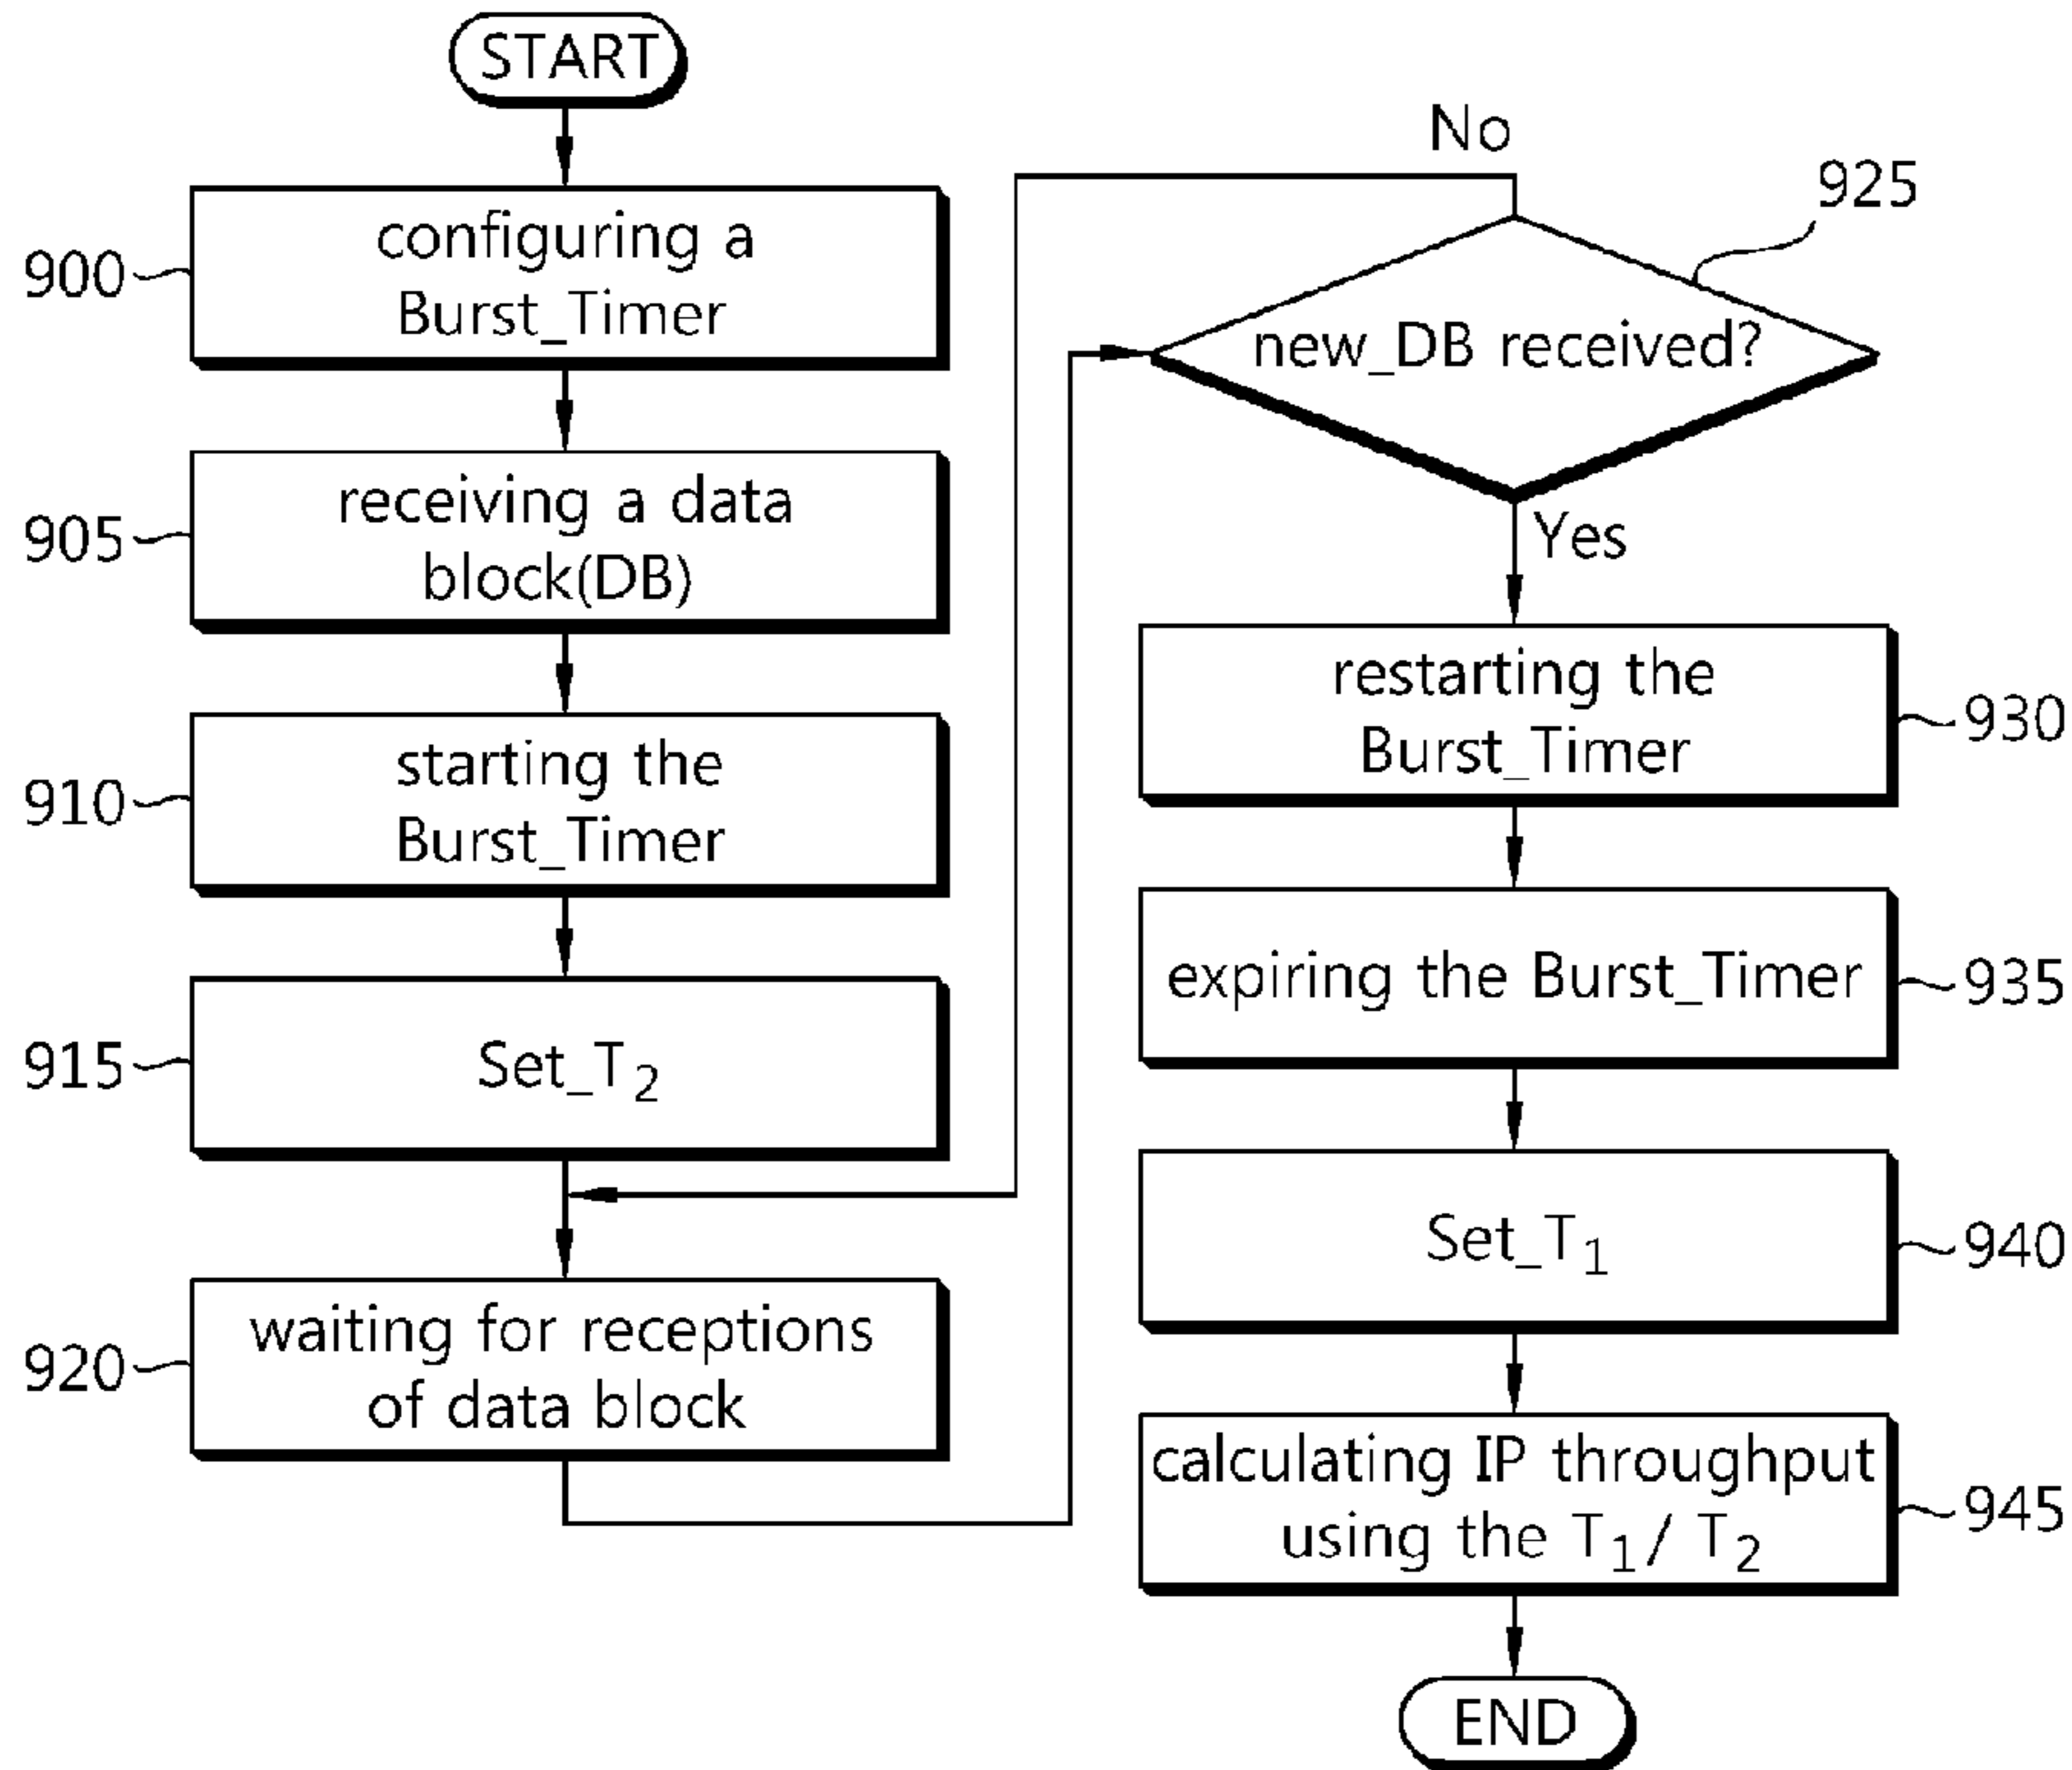 START
900
configuring a
Burst_Timer
905
receiving a data
block(DB)
910
starting the
Burst_Timer
915
Set_T2
920
waiting for receptions
of data block
No
925
new_DB received?
Yes
restarting the
Burst_Timer
930
expiring the Burst_Timer
935
Set_T1
940
calculating IP throughput
using the T1/ T2
945
END